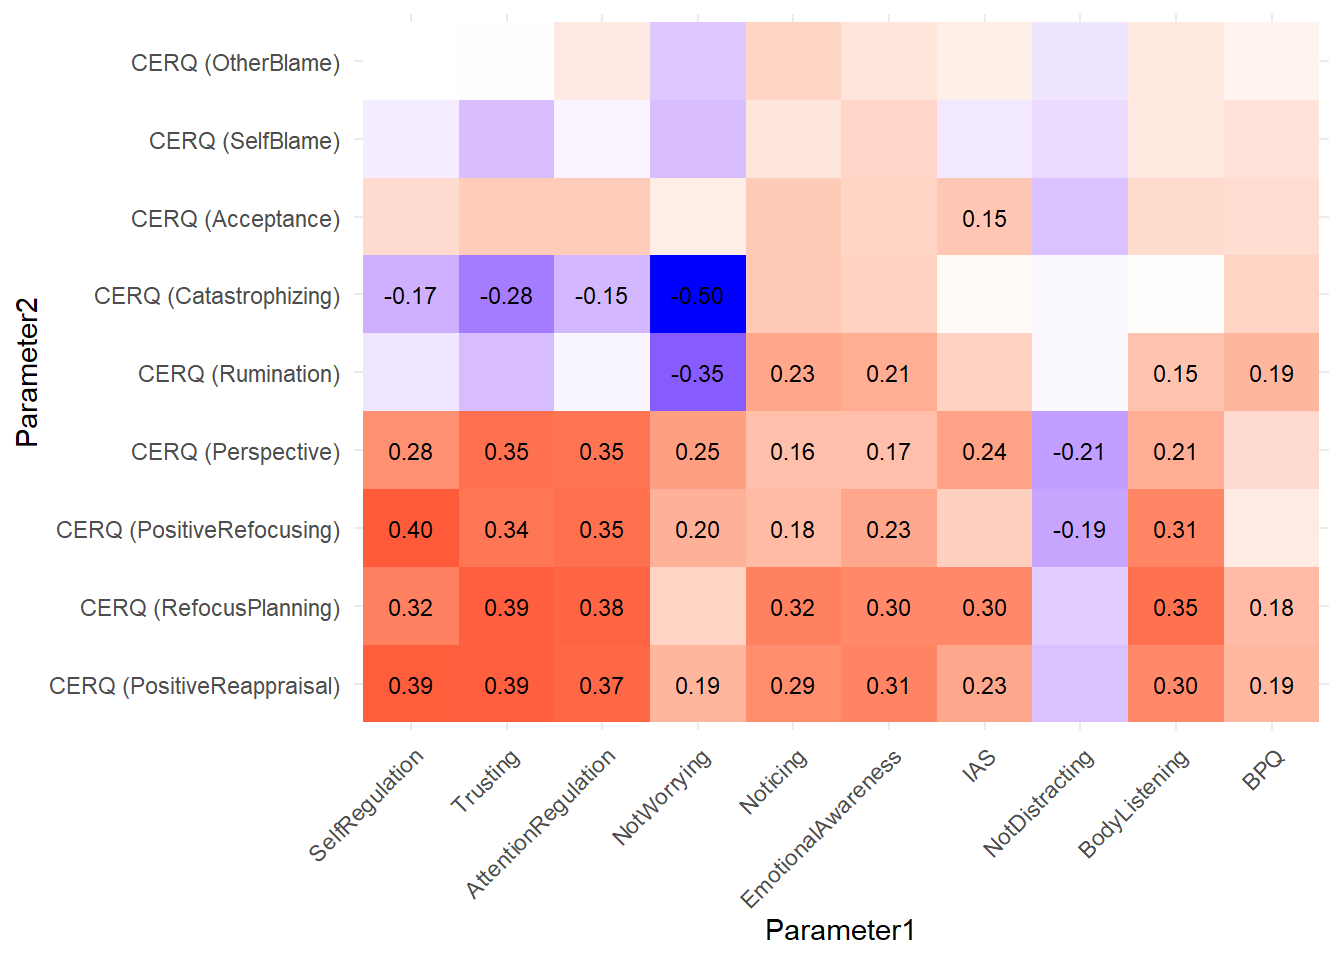 CERQ (OtherBlame)
CERQ (SelfBlame)
CERQ (Acceptance) 0.15
CERQ (Catastrophizing) -0.17 -0.28 -0.15 -0.50
CERQ (Rumination) -0.35 0.23 0.21 0.15 0.19
CERQ (Perspective) 0.28 0.35 0.35 0.25 0.16 0.17 0.24 -0.21 0.21
CERQ (PositiveRefocusing) 0.40 0.34 0.35 0.20 0.18 0.23 -0.19 0.31
CERQ (RefocusPlanning) 0.32 0.39 0.38 0.32 0.30 0.30 0.35 0.18
CERQ (PositiveReappraisal) 0.39 0.39 0.37 0.19 0.29 0.31 0.23 0.30 0.19
Parameter2
SelfRegulation
Trusting
AttentionRegulation
NotWorrying
Noticing
EmotionalAwareness
IAS
NotDistracting
BodyListening
BPQ
Parameter1